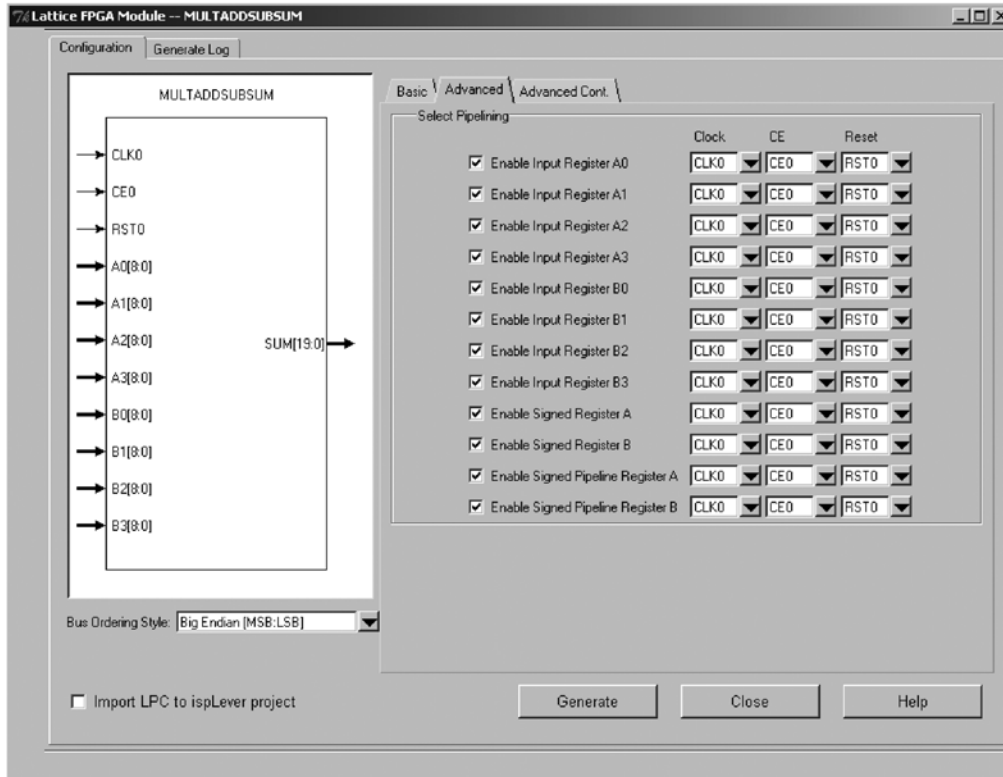 Lattice FPGA Module -- MULTADDSUBSUM
Configuration Generate Log
MULTADDSUBSUM
CLK0
CE0
RST0
A0[8:0]
A1[8:0]
A2[8:0]
SUM[19:0]
A3[8:0]
B0[8:0]
B1[8:0]
B2[8:0]
B3[8:0]
Bus Ordering Style: Big Endian [MSB:LSB]
Basic Advanced Advanced Cont.
Select Pipelining
Clock CE Reset
Enable Input Register A0 CLK0 CE0 RST0
Enable Input Register A1 CLK0 CE0 RST0
Enable Input Register A2 CLK0 CE0 RST0
Enable Input Register A3 CLK0 CE0 RST0
Enable Input Register B0 CLK0 CE0 RST0
Enable Input Register B1 CLK0 CE0 RST0
Enable Input Register B2 CLK0 CE0 RST0
Enable Input Register B3 CLK0 CE0 RST0
Enable Signed Register A CLK0 CE0 RST0
Enable Signed Register B CLK0 CE0 RST0
Enable Signed Pipeline Register A CLK0 CE0 RST0
Enable Signed Pipeline Register B CLK0 CE0 RST0
Import LPC to ispLever project
Generate Close Help